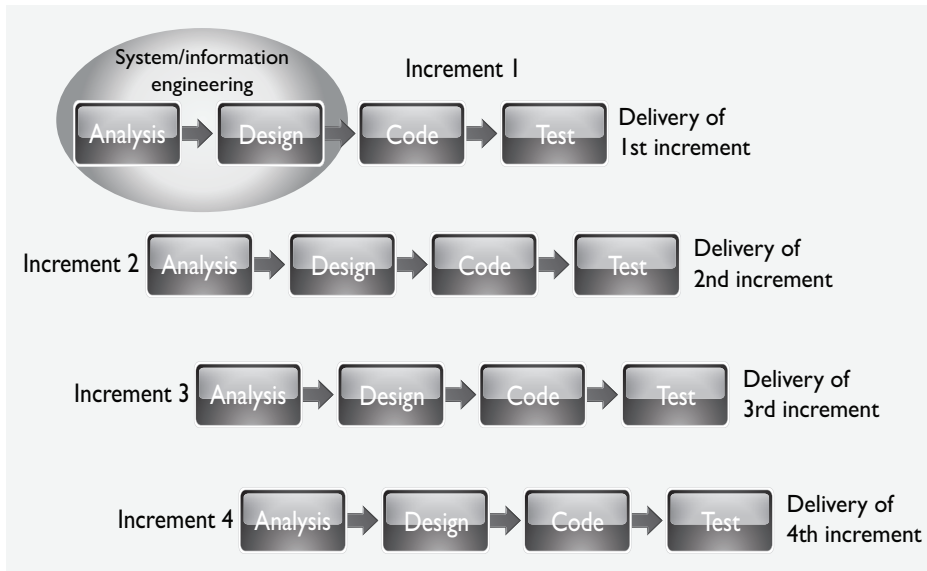 System/information
engineering
Increment 1
Analysis
Design
Code
Test
Delivery of
1st increment
Increment 2
Analysis
Design
Code
Test
Delivery of
2nd increment
Increment 3
Analysis
Design
Code
Test
Delivery of
3rd increment
Increment 4
Analysis
Design
Code
Test
Delivery of
4th increment